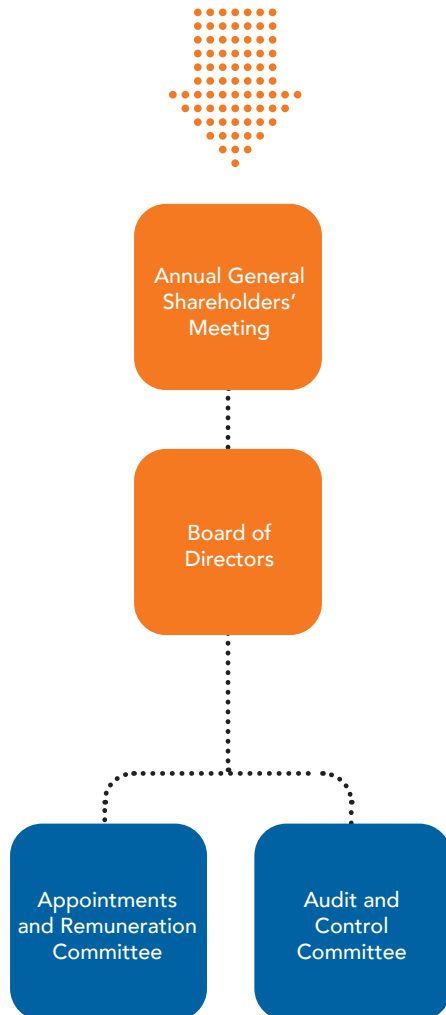 Annual General
Shareholders’
Meeting
Board of
Directors
Appointments
and Remuneration
Committee
Audit and
Control
Committee